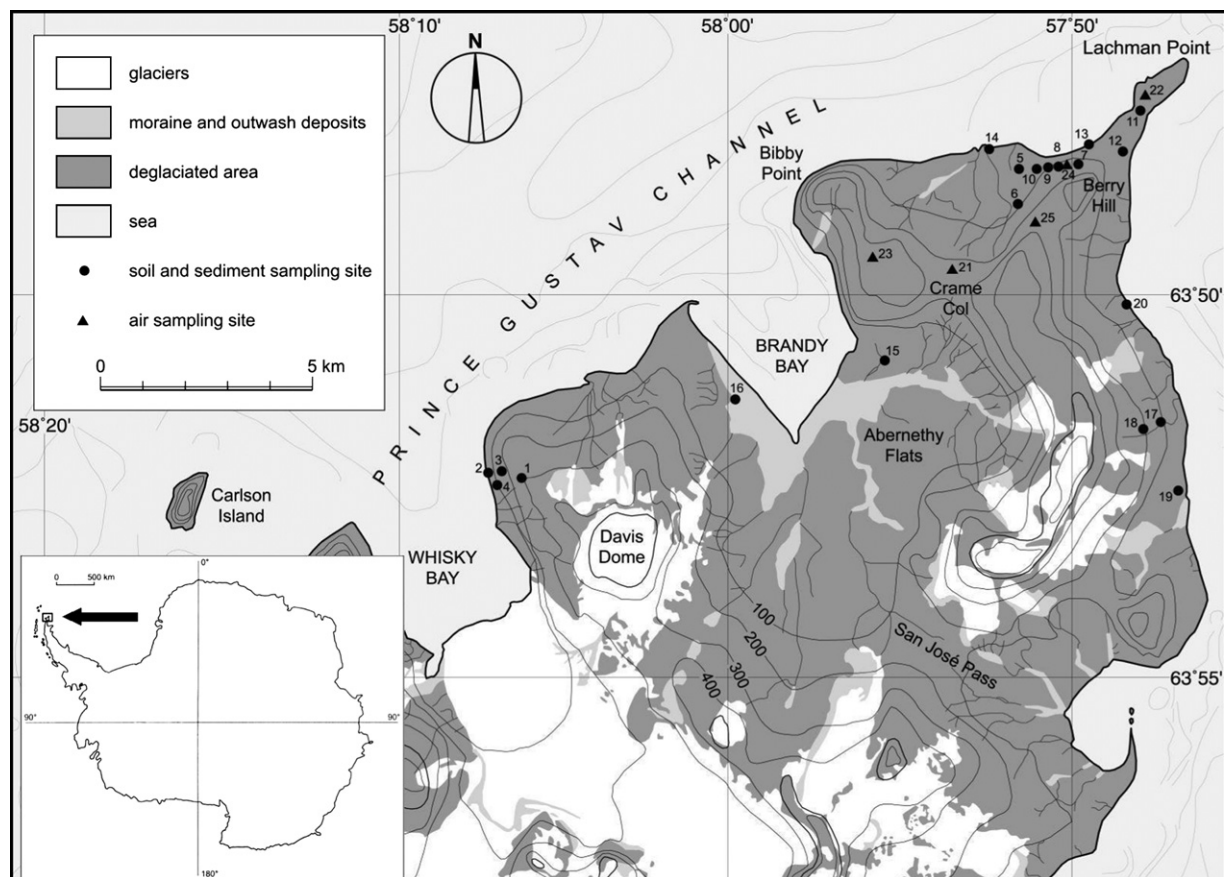 58°20'
58°10'
58°00'
57°50'
glaciers
moraine and outwash deposits
deglaciated area
sea
soil and sediment sampling site
air sampling site
0
5 km
N
PRINCE GUSTAV CHANNEL
Lachman Point
22
11
12
13
14
Bibby
Point
5
10
9
8
24
7
Berry
Hill
6
25
23
21
Crame
Col
63°50'
20
BRANDY
BAY
15
16
Abernethy
Flats
18
17
19
2
3
1
4
Carlson
Island
Davis
Dome
WHISKY
BAY
100
200
300
400
San José Pass
63°55'
0
500 km
0°
90°
90°
180°